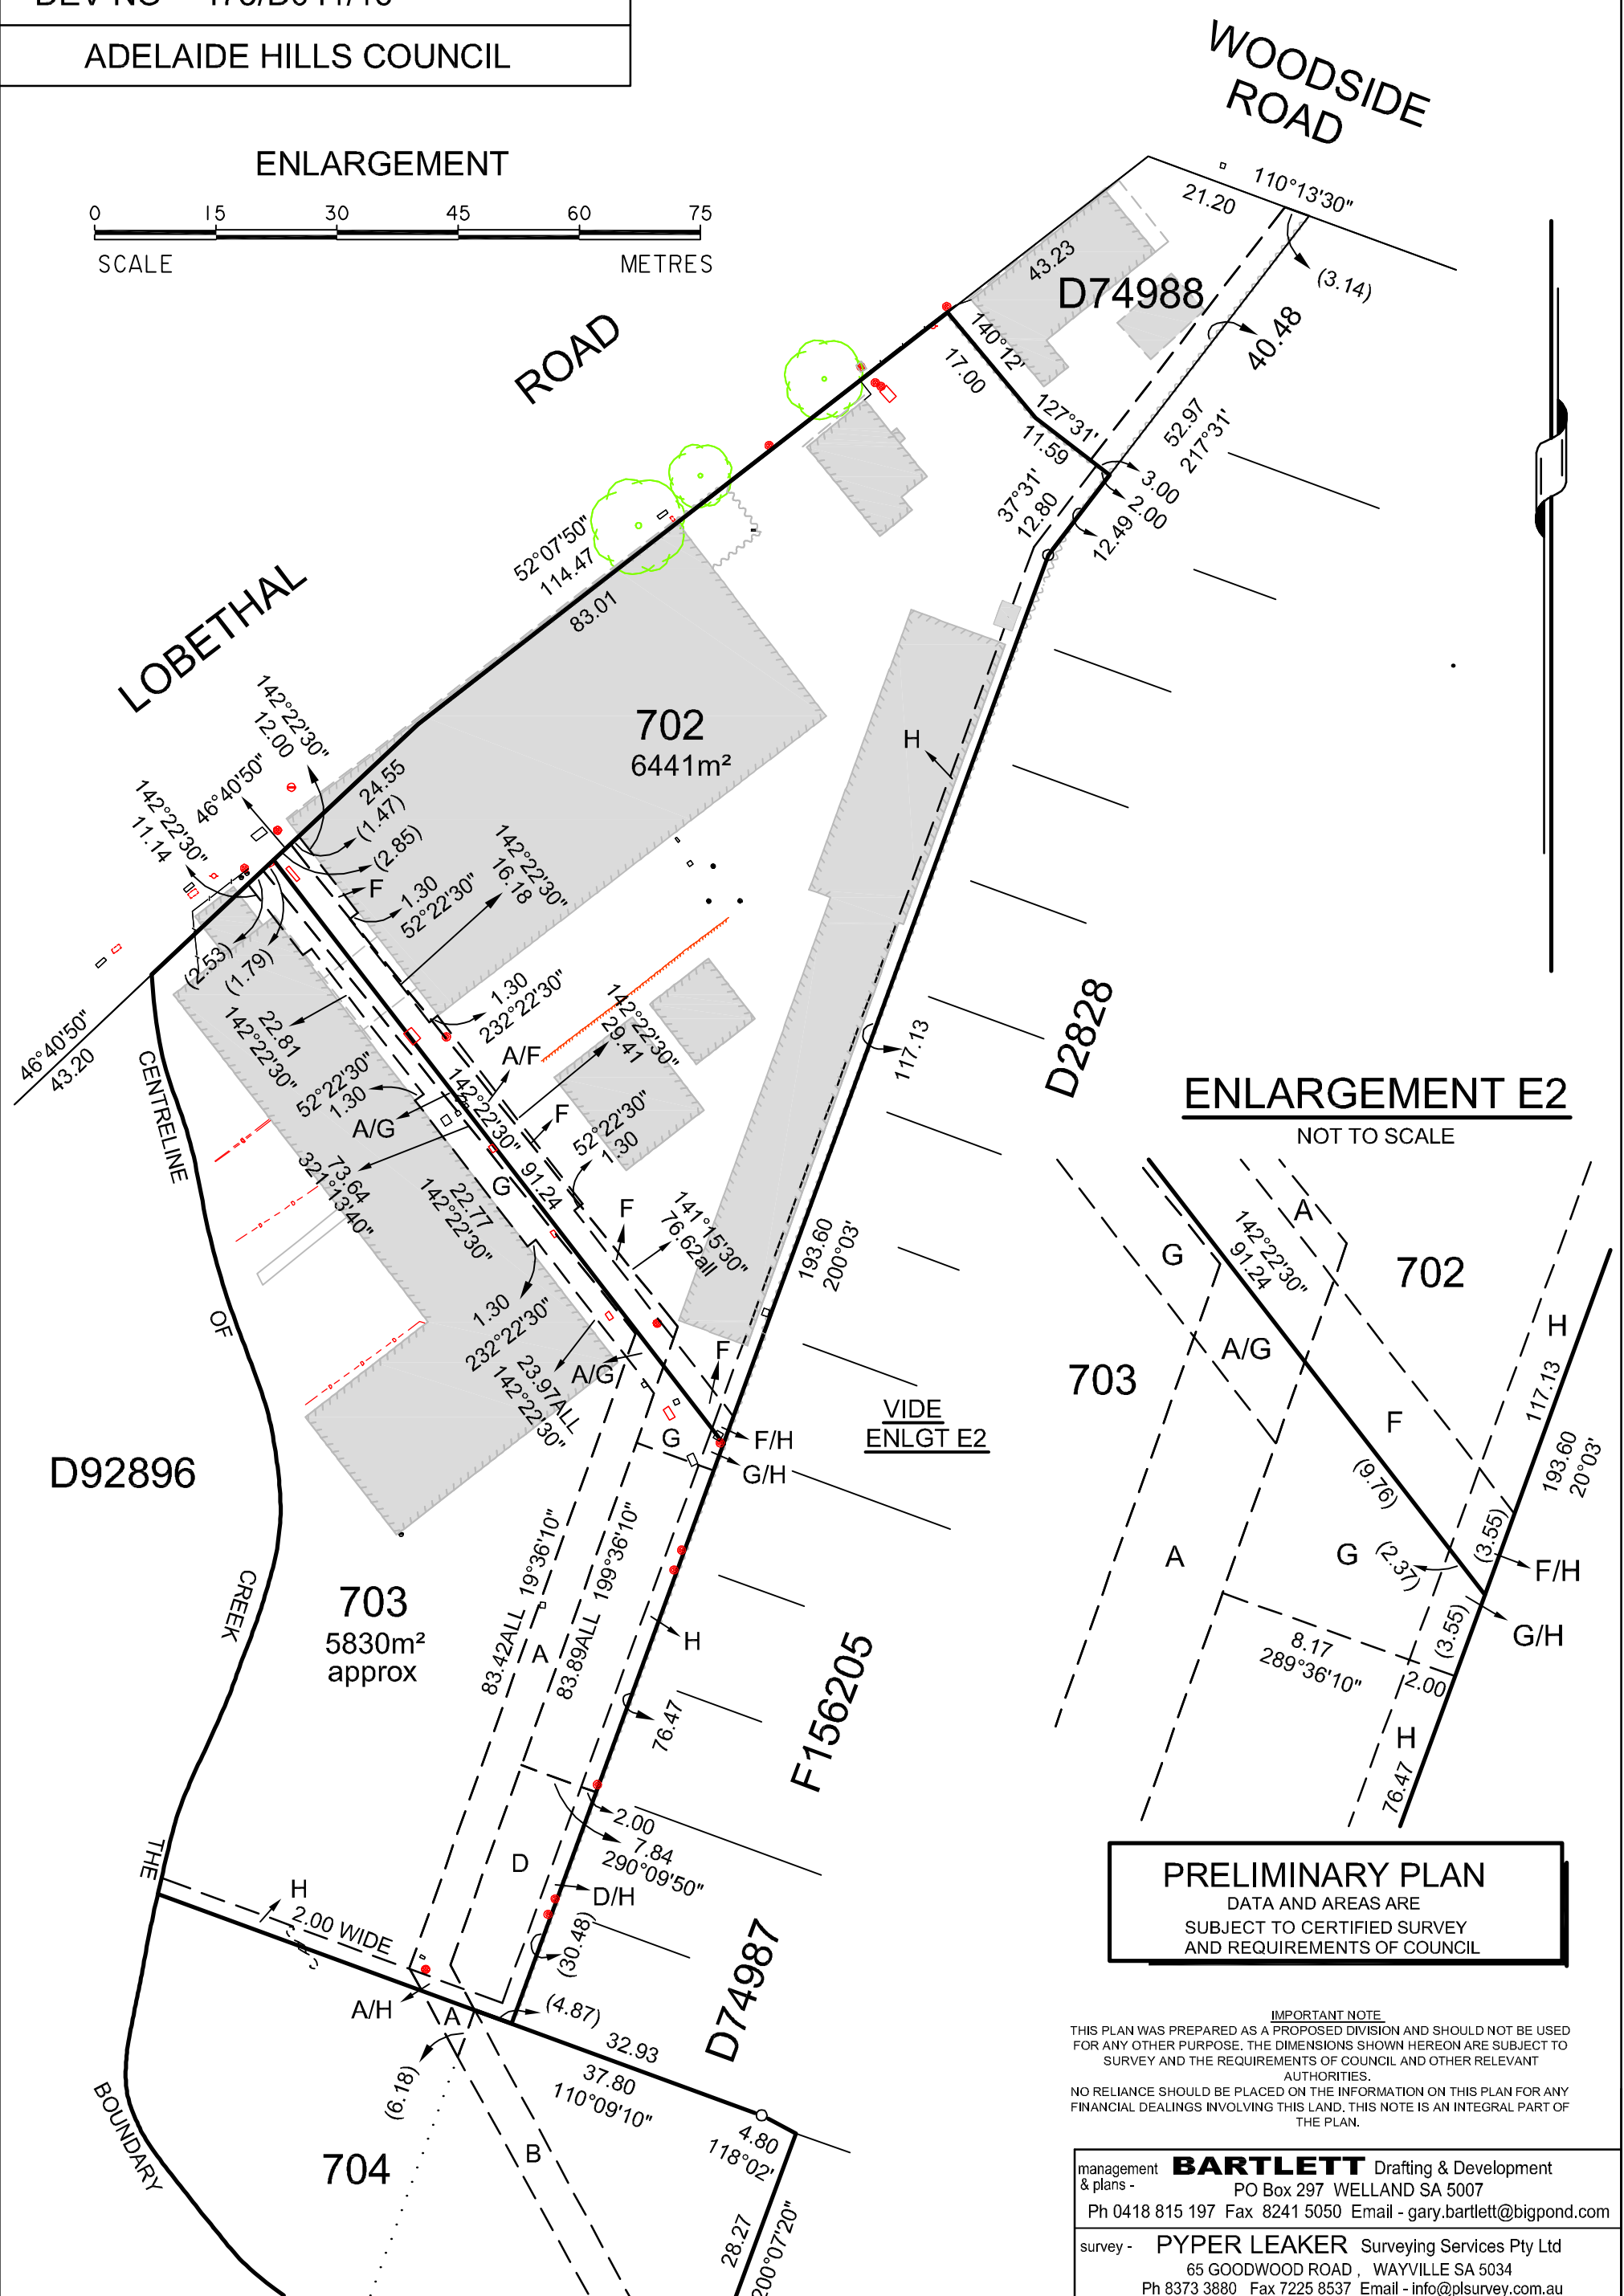 ADELAIDE HILLS COUNCIL
ENLARGEMENT
0 15 30 45 60 75
SCALE METRES
WOODSIDE
ROAD
110°13'30"
21.20
(3.14)
43.23
D74988
40.48
140°12'
17.00
127°31'
11.59
52.97
217°31'
3.00
2.00
37°31'
12.80
12.49
ROAD
LOBETHAL
52°07'50"
114.47
83.01
702
6441m²
H
142°22'30"
12.00
46°40'50"
142°22'30"
11.14
24.55
(1.47)
(2.85)
F
1.30
52°22'30"
142°22'30"
16.18
(2.53)
(1.79)
22.81
142°22'30"
46°40'50"
43.20
1.30
232°22'30"
A/F
142°22'30"
29.41
52°22'30"
1.30
A/G
142°22'30"
91.24
F
52°22'30"
1.30
73.64
321°13'40"
G
22.77
142°22'30"
F
141°15'30"
76.62all
117.13
D2828
193.60
200°03'
1.30
232°22'30"
23.97ALL
142°22'30"
A/G
F
G
F/H
G/H
VIDE
ENLGT E2
CENTRELINE
OF
CREEK
THE
BOUNDARY
D92896
703
5830m²
approx
83.42ALL 19°36'10"
A
83.89ALL 199°36'10"
H
76.47
F156205
2.00
7.84
290°09'50"
D
D/H
(30.48)
H
2.00 WIDE
A/H
A
(4.87)
(6.18)
32.93
37.80
110°09'10"
D74987
4.80
118°02'
28.27
200°07'20"
704
B
ENLARGEMENT E2
NOT TO SCALE
A
G
142°22'30"
91.24
702
H
A/G
703
117.13
F
193.60
20°03'
(9.76)
(3.55)
A
G
(2.37)
F/H
(3.55)
G/H
8.17
289°36'10"
2.00
H
76.47
PRELIMINARY PLAN
DATA AND AREAS ARE
SUBJECT TO CERTIFIED SURVEY
AND REQUIREMENTS OF COUNCIL
IMPORTANT NOTE
THIS PLAN WAS PREPARED AS A PROPOSED DIVISION AND SHOULD NOT BE USED
FOR ANY OTHER PURPOSE. THE DIMENSIONS SHOWN HEREON ARE SUBJECT TO
SURVEY AND THE REQUIREMENTS OF COUNCIL AND OTHER RELEVANT
AUTHORITIES.
NO RELIANCE SHOULD BE PLACED ON THE INFORMATION ON THIS PLAN FOR ANY
FINANCIAL DEALINGS INVOLVING THIS LAND. THIS NOTE IS AN INTEGRAL PART OF
THE PLAN.
management & plans - BARTLETT Drafting & Development
PO Box 297 WELLAND SA 5007
Ph 0418 815 197 Fax 8241 5050 Email - gary.bartlett@bigpond.com
survey - PYPER LEAKER Surveying Services Pty Ltd
65 GOODWOOD ROAD , WAYVILLE SA 5034
Ph 8373 3880 Fax 7225 8537 Email - info@plsurvey.com.au